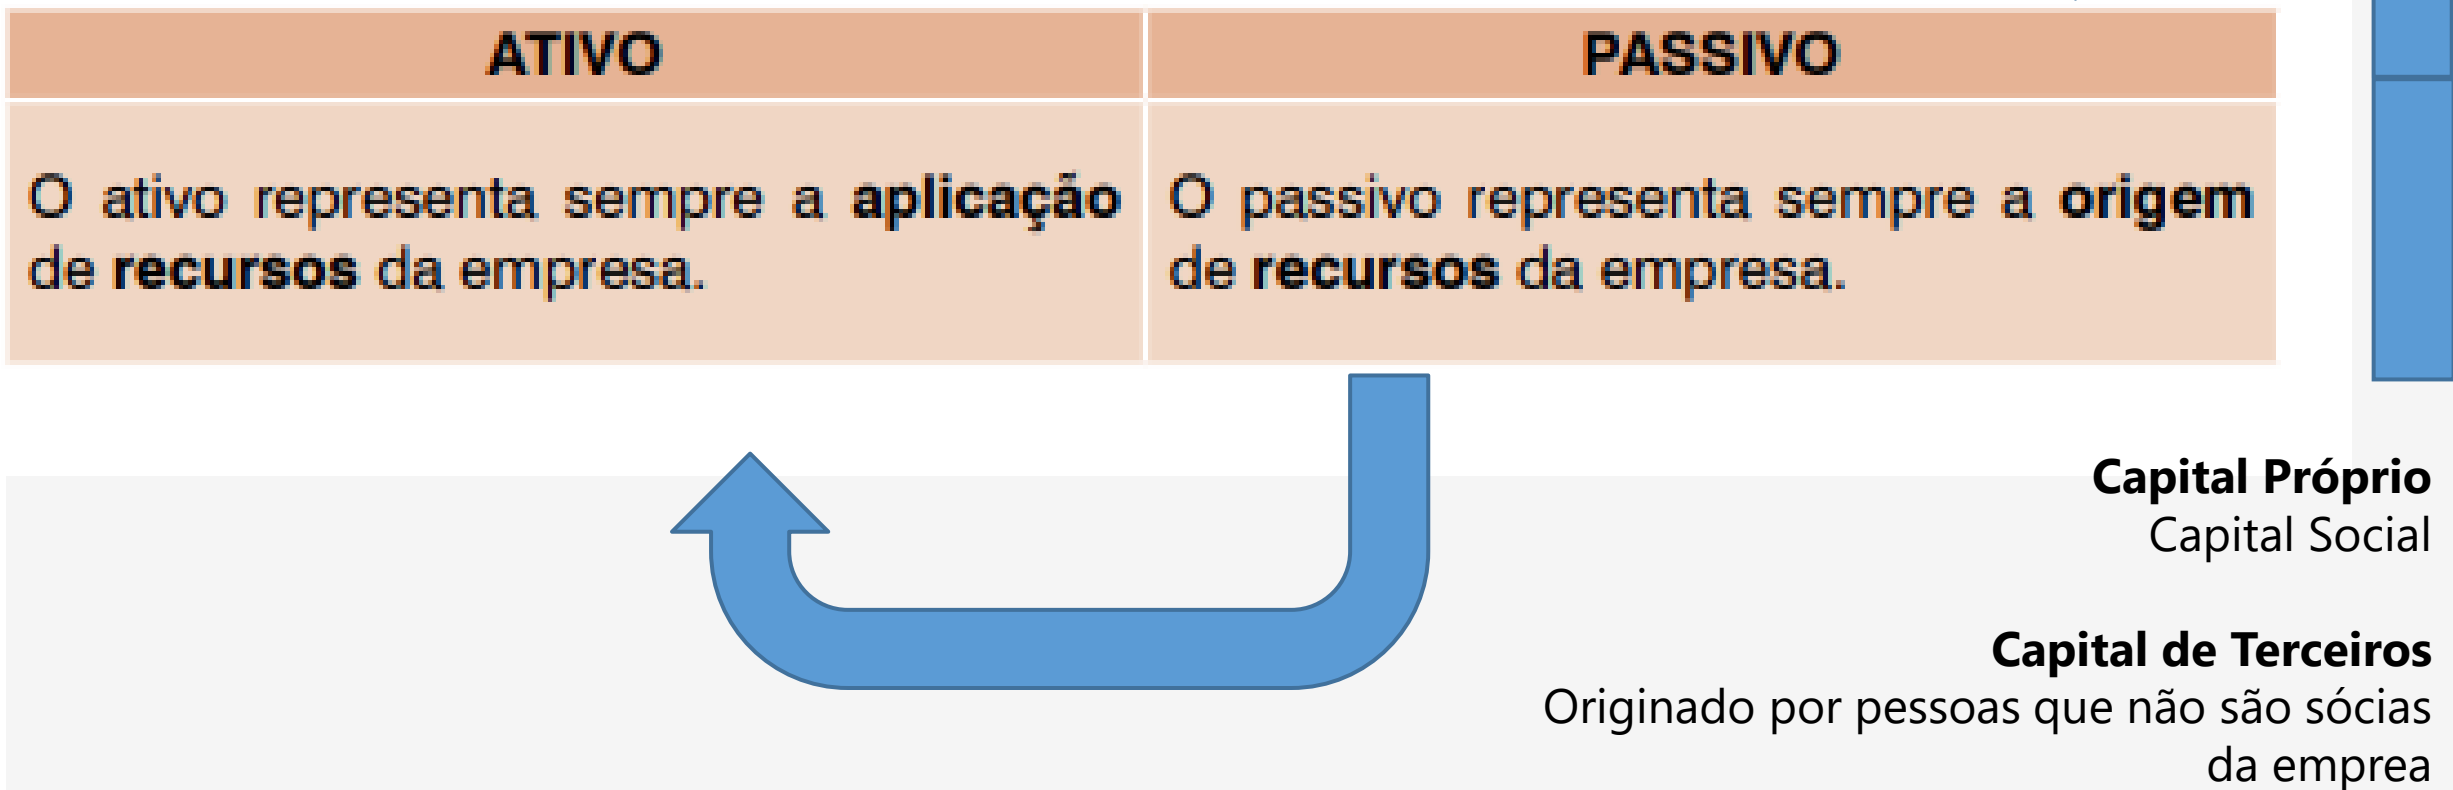 ATIVO
PASSIVO
O ativo representa sempre a aplicação
de recursos da empresa.
O passivo representa sempre a origem
de recursos da empresa.
Capital Próprio
Capital Social
Capital de Terceiros
Originado por pessoas que não são sócias
da emprea